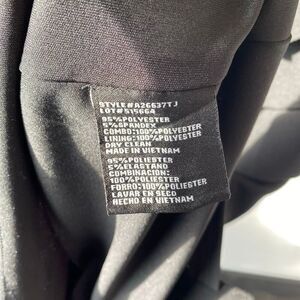 STYLE#A26637TJ
LOT#515664
95%POLYESTER
5%SPANDEX
COMBO:100%POLYESTER
LINING:100%POLYESTER
DRY CLEAN
MADE IN VIETNAM
95%POLIESTER
5%ELASTANO
COMBINACION:
100%POLIESTER
FORRO:100%POLIESTER
LAVAR EN SECO
HECHO EN VIETNAM